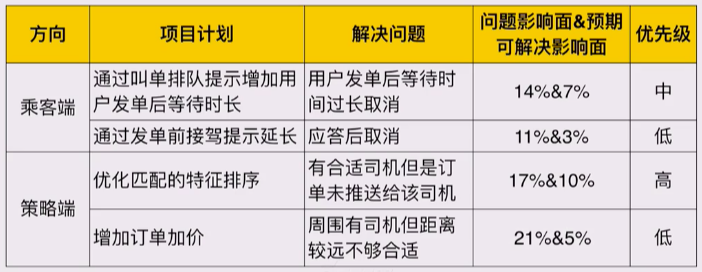 方向 项目计划 解决问题 问题影响面&预期可解决影响面 优先级
乘客端
通过叫单排队提示增加用
户发单后等待时长
用户发单后等待时
间过长取消
14%&7%
中
通过发单前接驾提示延长
应答后取消
11%&3%
低
策略端
优化匹配的特征排序
有合适司机但是订
单未推送给该司机
17%&10%
高
增加订单加价
周围有司机但距离
较远不够合适
21%&5%
低